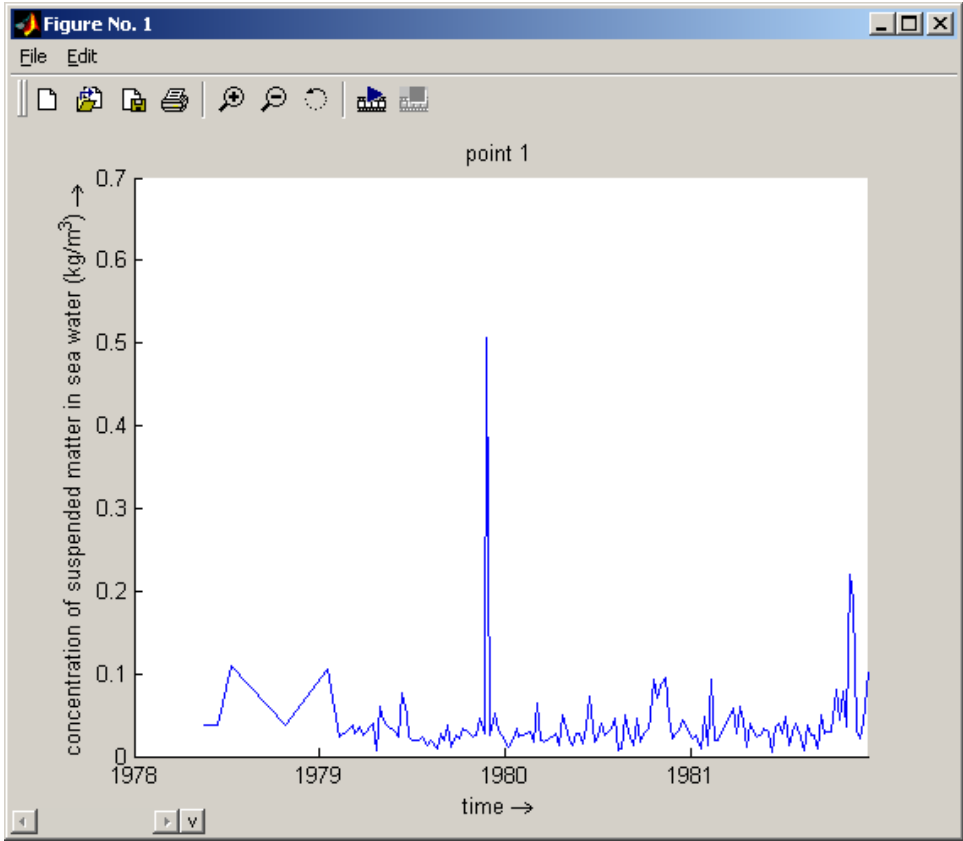 Figure No. 1
File Edit
point 1
concentration of suspended matter in sea water (kg/m³) →
0.7
0.6
0.5
0.4
0.3
0.2
0.1
0
1978 1979 1980 1981
time →
v